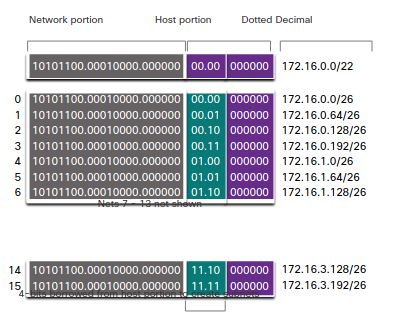 Network portion Host portion Dotted Decimal
10101100.00010000.000000 00.00 000000 172.16.0.0/22
0 10101100.00010000.000000 00.00 000000 172.16.0.0/26
1 10101100.00010000.000000 00.01 000000 172.16.0.64/26
2 10101100.00010000.000000 00.10 000000 172.16.0.128/26
3 10101100.00010000.000000 00.11 000000 172.16.0.192/26
4 10101100.00010000.000000 01.00 000000 172.16.1.0/26
5 10101100.00010000.000000 01.01 000000 172.16.1.64/26
6 10101100.00010000.000000 01.10 000000 172.16.1.128/26
Nets 7 – 13 not shown
14 10101100.00010000.000000 11.10 000000 172.16.3.128/26
15 10101100.00010000.000000 11.11 000000 172.16.3.192/26
4-bits borrowed from host portion to create subnets